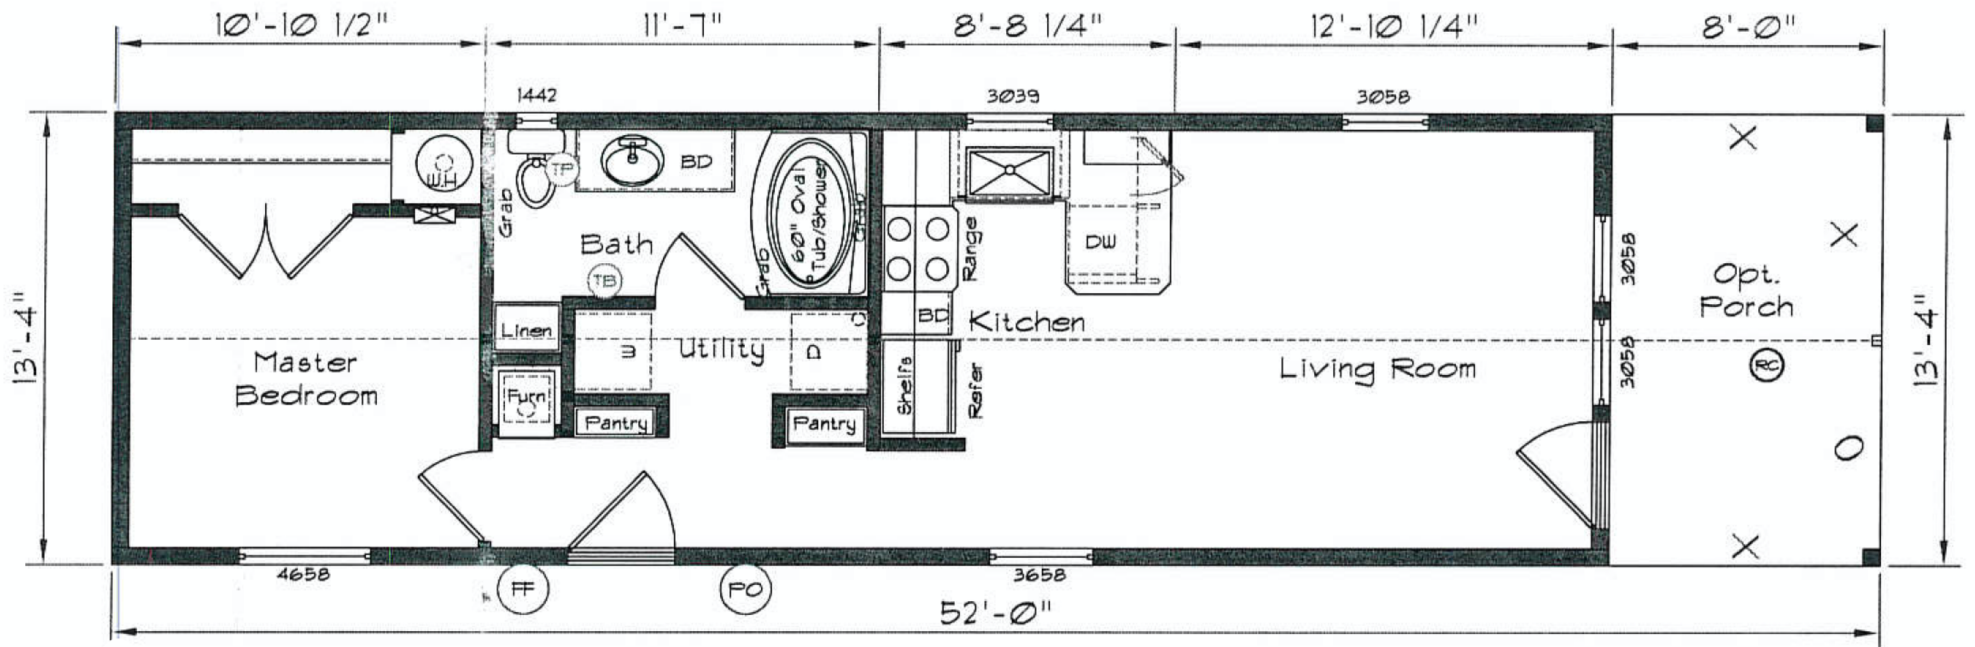 10'-10 1/2"
11'-7"
8'-8 1/4"
12'-10 1/4"
8'-0"
1442
3039
3058
W.H
TP
BD
Grab
60" Oval
Tub/Shower
Grab
Grab
Bath
TB
Range
DW
3058
Opt.
Porch
13'-4"
13'-4"
Linen
W
Utility
D
BD
Kitchen
Master
Bedroom
Living Room
3058
RC
Furn
Shelfs
Refer
Pantry
Pantry
4658
FF
PO
3658
52'-0"